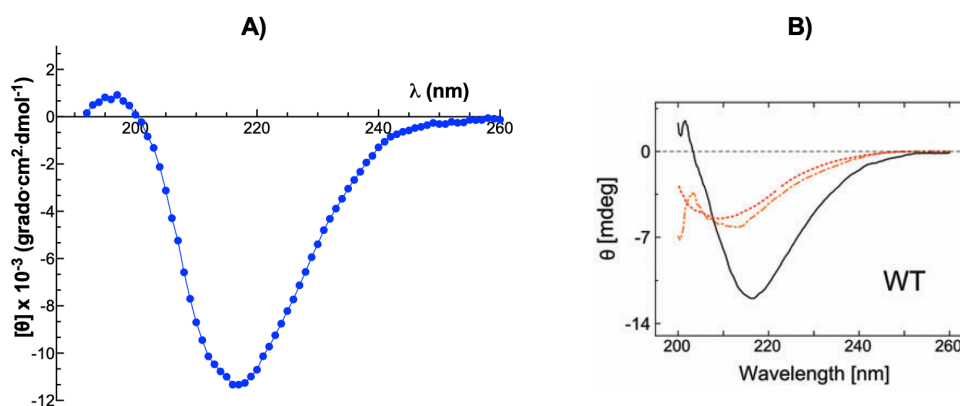 A)
[θ] x 10⁻³ (grado·cm²·dmol⁻¹)
2
0
-2
-4
-6
-8
-10
-12
200
220
240
260
λ (nm)
B)
θ [mdeg]
0
-7
-14
WT
200
220
240
260
Wavelength [nm]